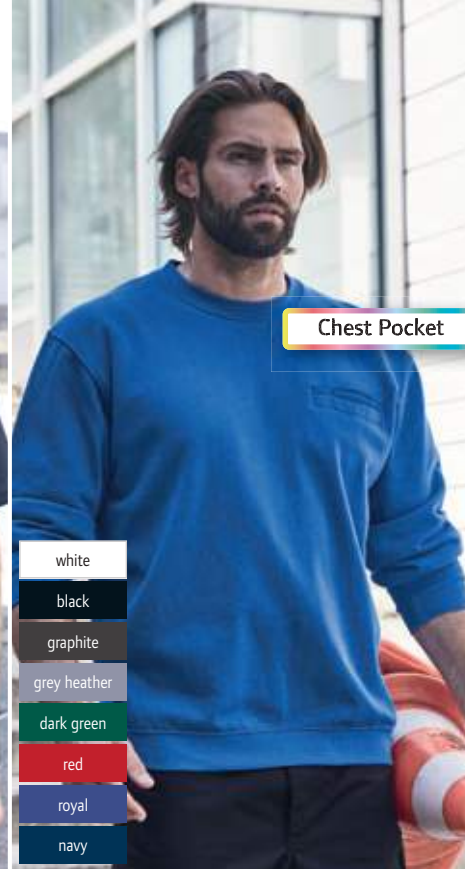 Chest Pocket
white
black
graphite
grey heather
dark green
red
royal
navy